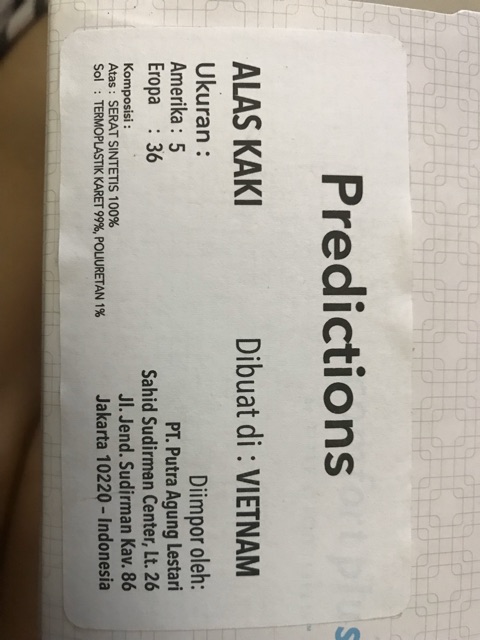 Predictions
ALAS KAKI
Dibuat di : VIETNAM
Ukuran :
Amerika : 5
Eropa : 36
Diimpor oleh:
PT. Putra Agung Lestari
Sahid Sudirman Center, Lt. 26
Jl. Jend. Sudirman Kav. 86
Jakarta 10220 - Indonesia
Komposisi :
Atas : SERAT SINTETIS 100%
Sol : TERMOPLASTIK KARET 99%, POLIURETAN 1%